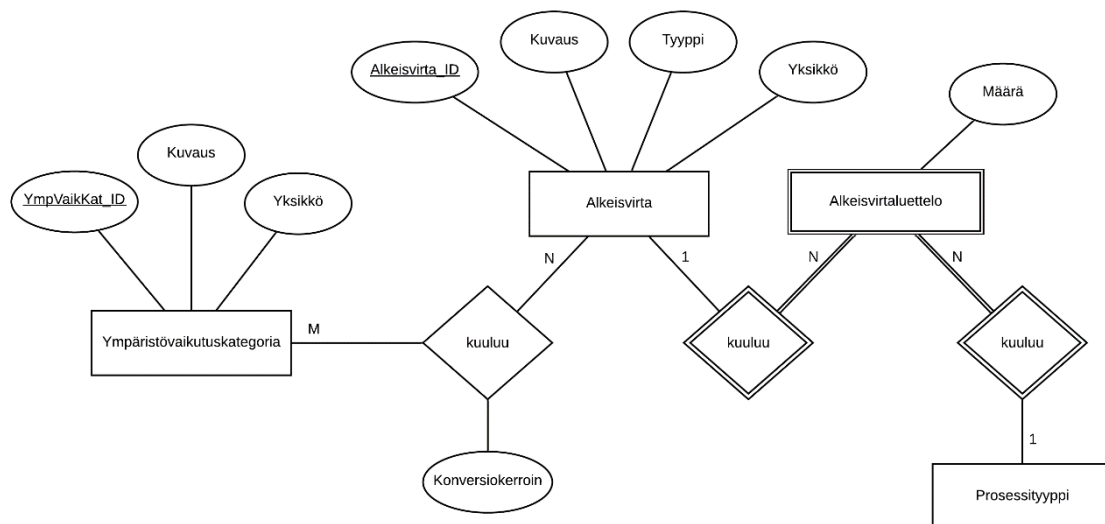 Kuvaus
Tyyppi
Alkeisvirta_ID
Yksikkö
Määrä
Kuvaus
YmpVaikKat_ID
Yksikkö
Alkeisvirta
Alkeisvirtaluettelo
N
1
N
N
M
Ympäristövaikutuskategoria
kuuluu
kuuluu
kuuluu
1
Konversiokerroin
Prosessityyppi